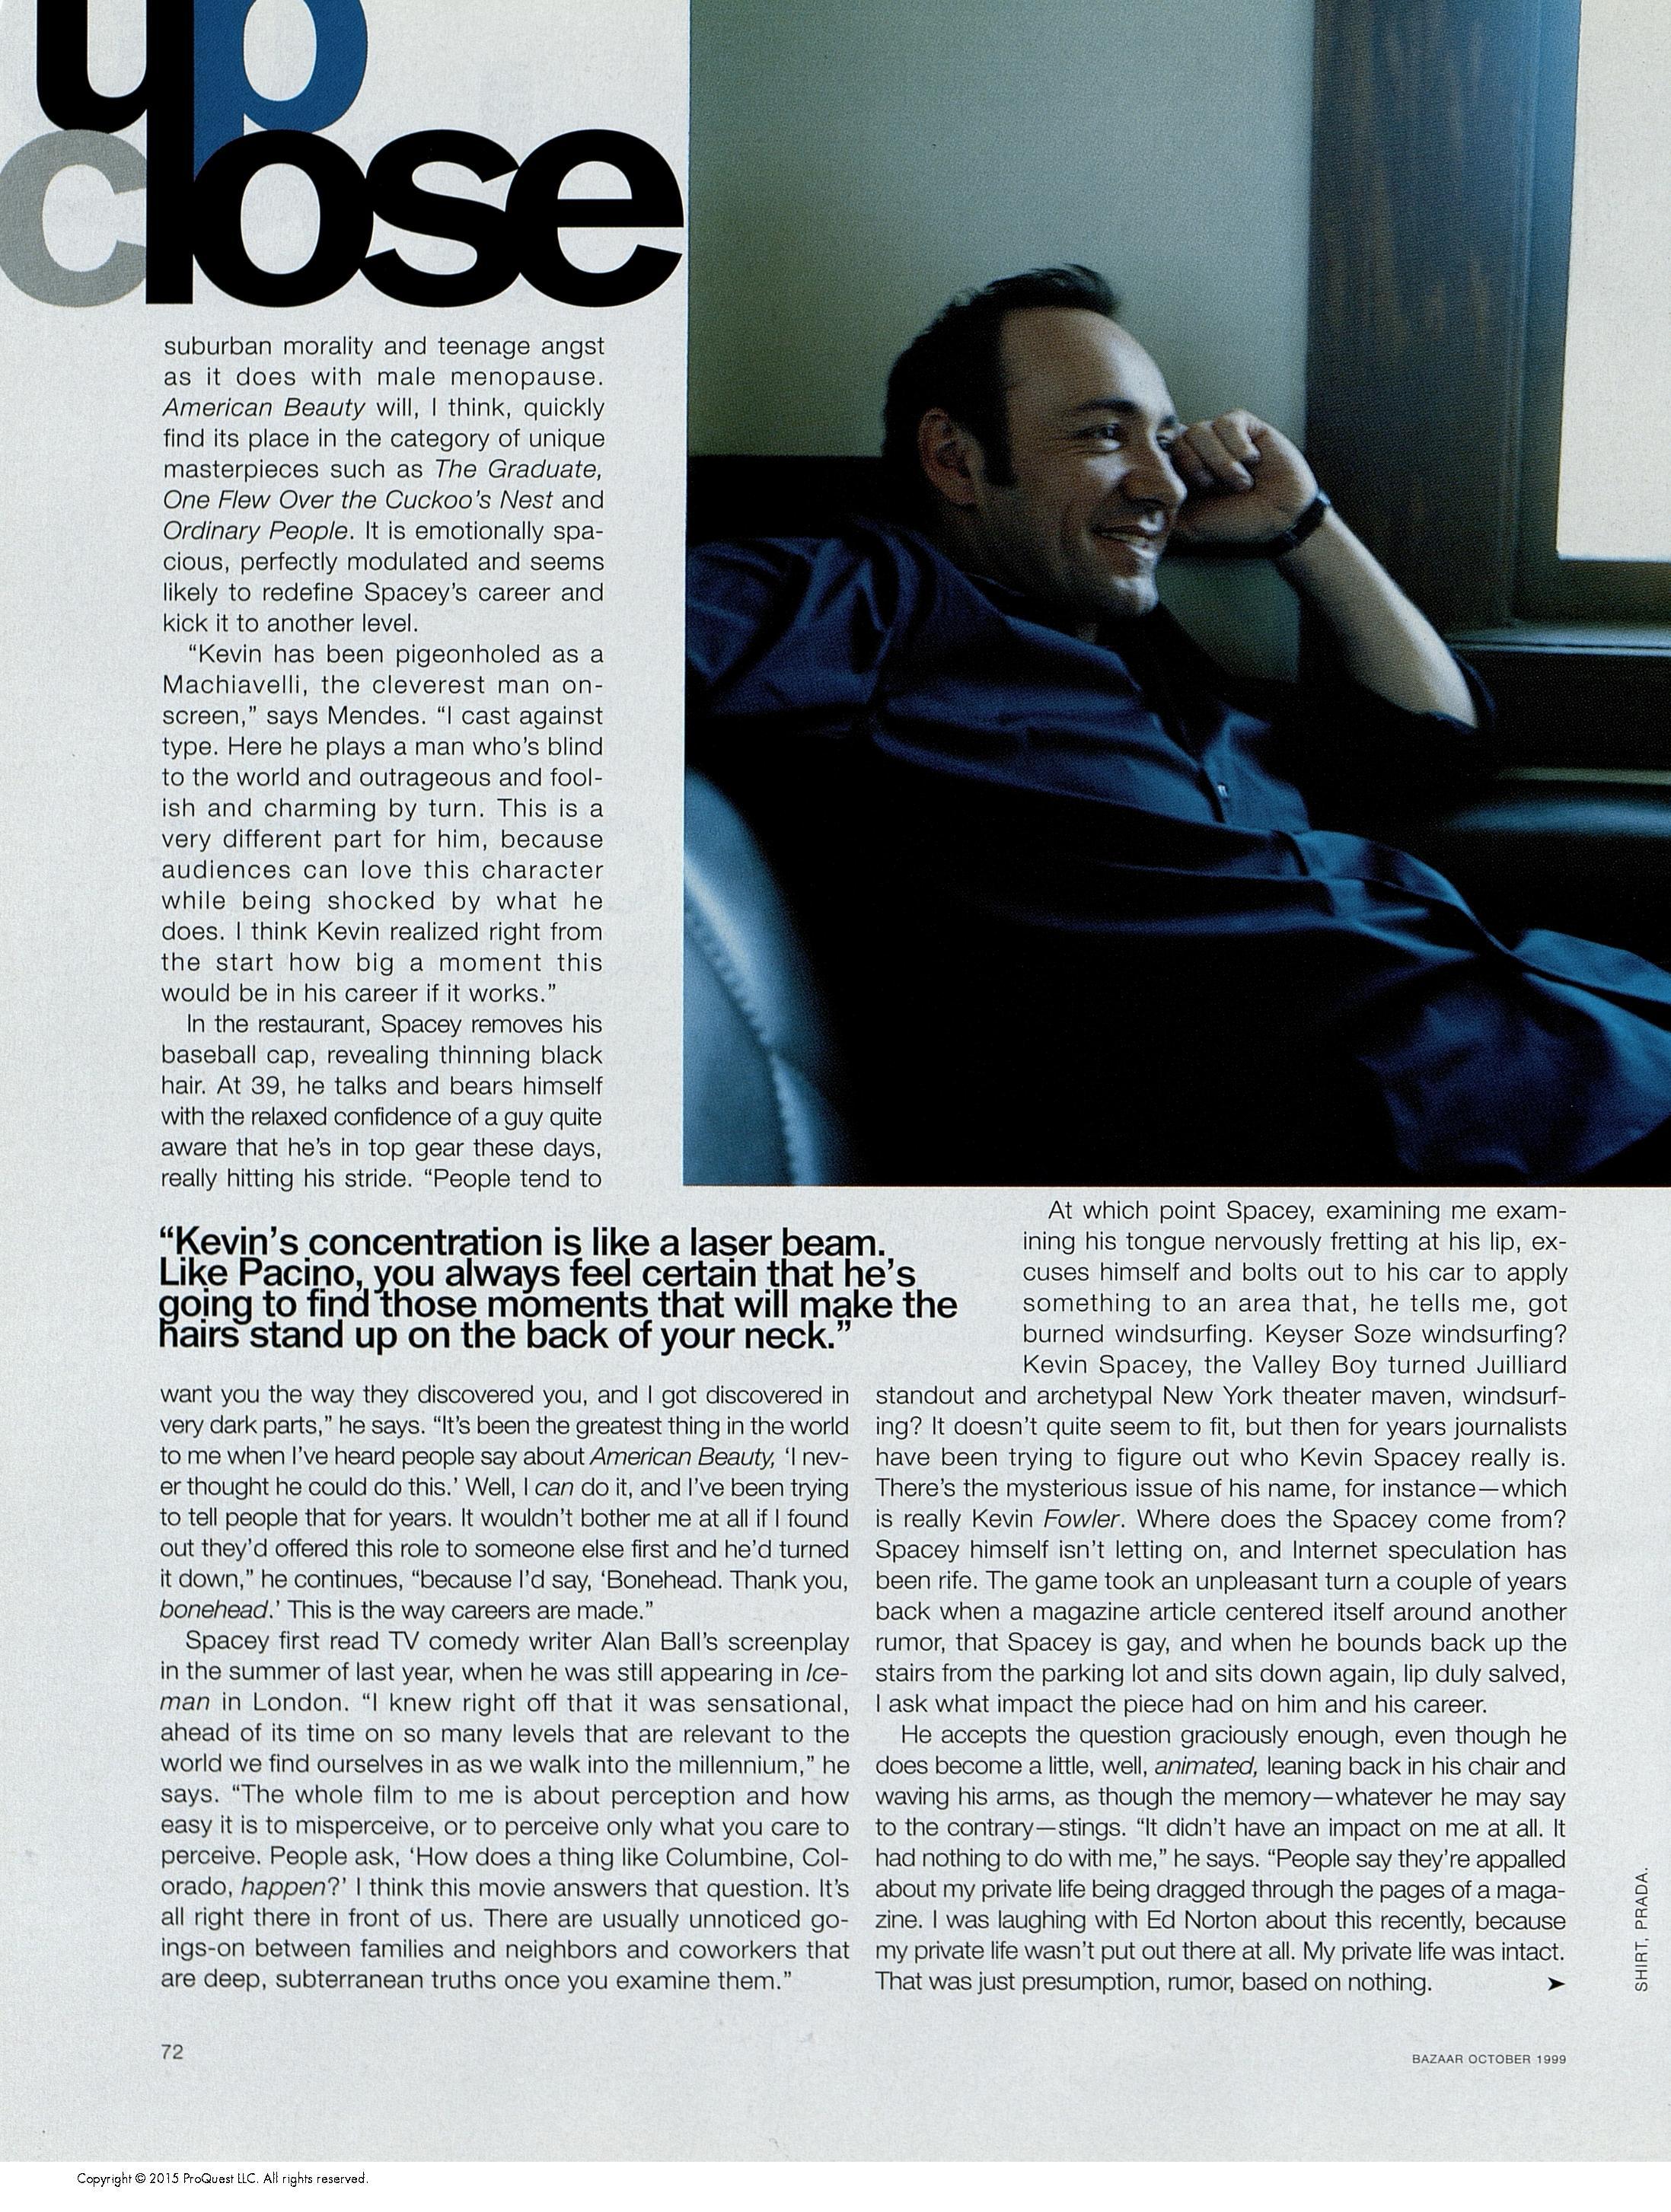 up
close
suburban morality and teenage angst
as it does with male menopause.
American Beauty will, I think, quickly
find its place in the category of unique
masterpieces such as The Graduate,
One Flew Over the Cuckoo's Nest and
Ordinary People. It is emotionally spa-
cious, perfectly modulated and seems
likely to redefine Spacey's career and
kick it to another level.
“Kevin has been pigeonholed as a
Machiavelli, the cleverest man on-
screen,” says Mendes. “I cast against
type. Here he plays a man who's blind
to the world and outrageous and fool-
ish and charming by turn. This is a
very different part for him, because
audiences can love this character
while being shocked by what he
does. I think Kevin realized right from
the start how big a moment this
would be in his career if it works.”
In the restaurant, Spacey removes his
baseball cap, revealing thinning black
hair. At 39, he talks and bears himself
with the relaxed confidence of a guy quite
aware that he's in top gear these days,
really hitting his stride. “People tend to
“Kevin's concentration is like a laser beam.
Like Pacino, you always feel certain that he's
going to find those moments that will make the
hairs stand up on the back of your neck.”
want you the way they discovered you, and I got discovered in
very dark parts,” he says. “It's been the greatest thing in the world
to me when I've heard people say about American Beauty, ‘I nev-
er thought he could do this.’ Well, I can do it, and I've been trying
to tell people that for years. It wouldn't bother me at all if I found
out they'd offered this role to someone else first and he'd turned
it down,” he continues, “because I'd say, ‘Bonehead. Thank you,
bonehead.’ This is the way careers are made.”
Spacey first read TV comedy writer Alan Ball's screenplay
in the summer of last year, when he was still appearing in Ice-
man in London. “I knew right off that it was sensational,
ahead of its time on so many levels that are relevant to the
world we find ourselves in as we walk into the millennium,” he
says. “The whole film to me is about perception and how
easy it is to misperceive, or to perceive only what you care to
perceive. People ask, ‘How does a thing like Columbine, Col-
orado, happen?’ I think this movie answers that question. It's
all right there in front of us. There are usually unnoticed go-
ings-on between families and neighbors and coworkers that
are deep, subterranean truths once you examine them.”
At which point Spacey, examining me exam-
ining his tongue nervously fretting at his lip, ex-
cuses himself and bolts out to his car to apply
something to an area that, he tells me, got
burned windsurfing. Keyser Soze windsurfing?
Kevin Spacey, the Valley Boy turned Juilliard
standout and archetypal New York theater maven, windsurf-
ing? It doesn't quite seem to fit, but then for years journalists
have been trying to figure out who Kevin Spacey really is.
There's the mysterious issue of his name, for instance—which
is really Kevin Fowler. Where does the Spacey come from?
Spacey himself isn't letting on, and Internet speculation has
been rife. The game took an unpleasant turn a couple of years
back when a magazine article centered itself around another
rumor, that Spacey is gay, and when he bounds back up the
stairs from the parking lot and sits down again, lip duly salved,
I ask what impact the piece had on him and his career.
He accepts the question graciously enough, even though he
does become a little, well, animated, leaning back in his chair and
waving his arms, as though the memory—whatever he may say
to the contrary—stings. “It didn't have an impact on me at all. It
had nothing to do with me,” he says. “People say they're appalled
about my private life being dragged through the pages of a maga-
zine. I was laughing with Ed Norton about this recently, because
my private life wasn't put out there at all. My private life was intact.
That was just presumption, rumor, based on nothing. ➤
SHIRT, PRADA.
72
BAZAAR OCTOBER 1999
Copyright © 2015 ProQuest LLC. All rights reserved.